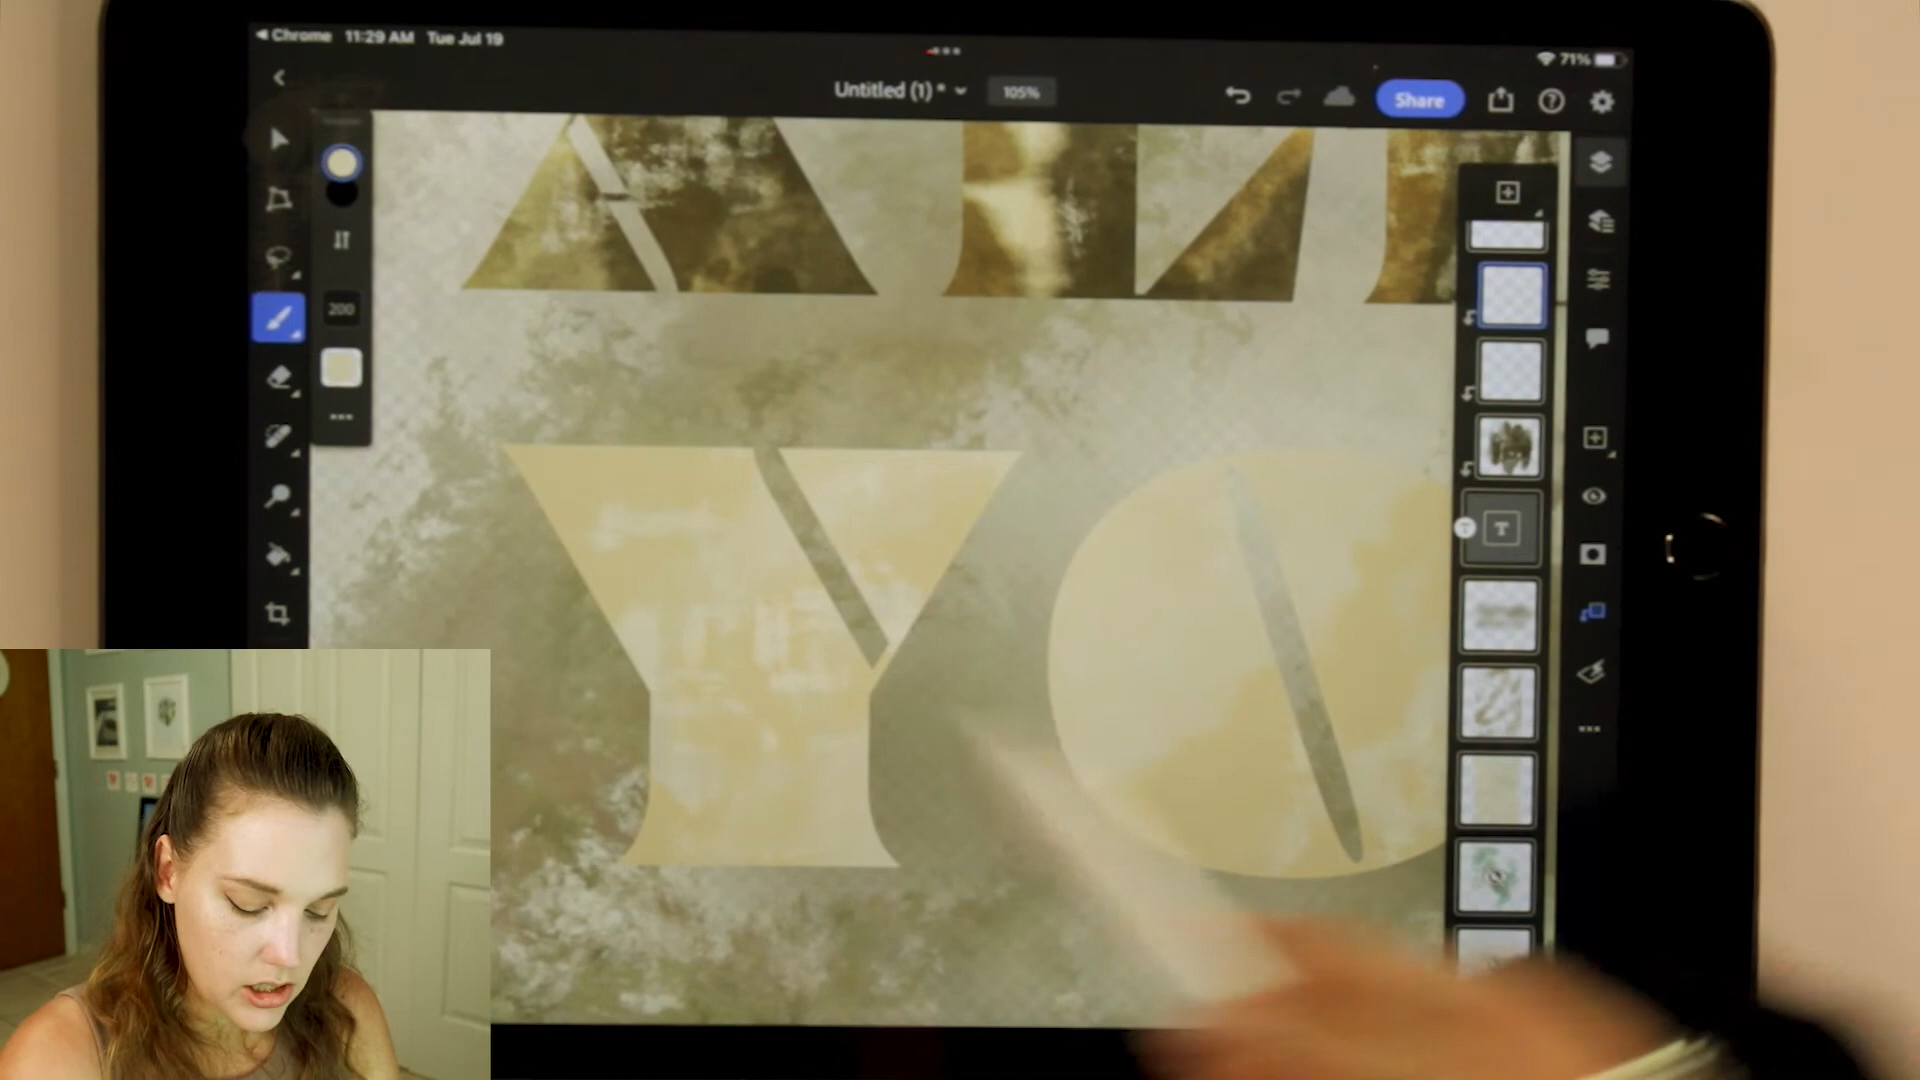 Chrome 11:29 AM Tue Jul 19
71%
Untitled (1) * 105%
Share
200
T
T
Y